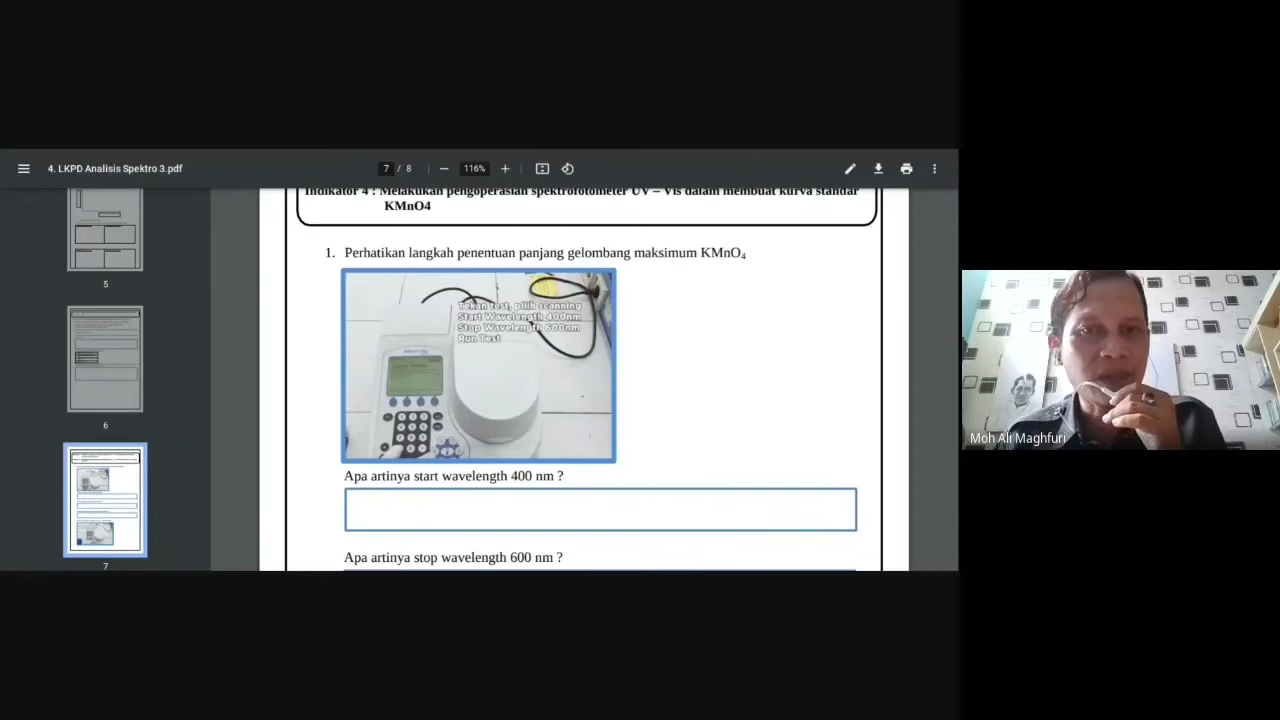 4. LKPD Analisis Spektro 3.pdf
7 / 8
116%
Indikator 4 : Melakukan pengoperasian spektrofotometer UV – Vis dalam membuat kurva standar
KMnO4
1. Perhatikan langkah penentuan panjang gelombang maksimum KMnO₄
Tekan test, pilih scanning
Start Wavelength 400nm
Stop Wavelength 600nm
Run Test
Apa artinya start wavelength 400 nm ?
Apa artinya stop wavelength 600 nm ?
5
6
7
Moh Ali Maghfuri